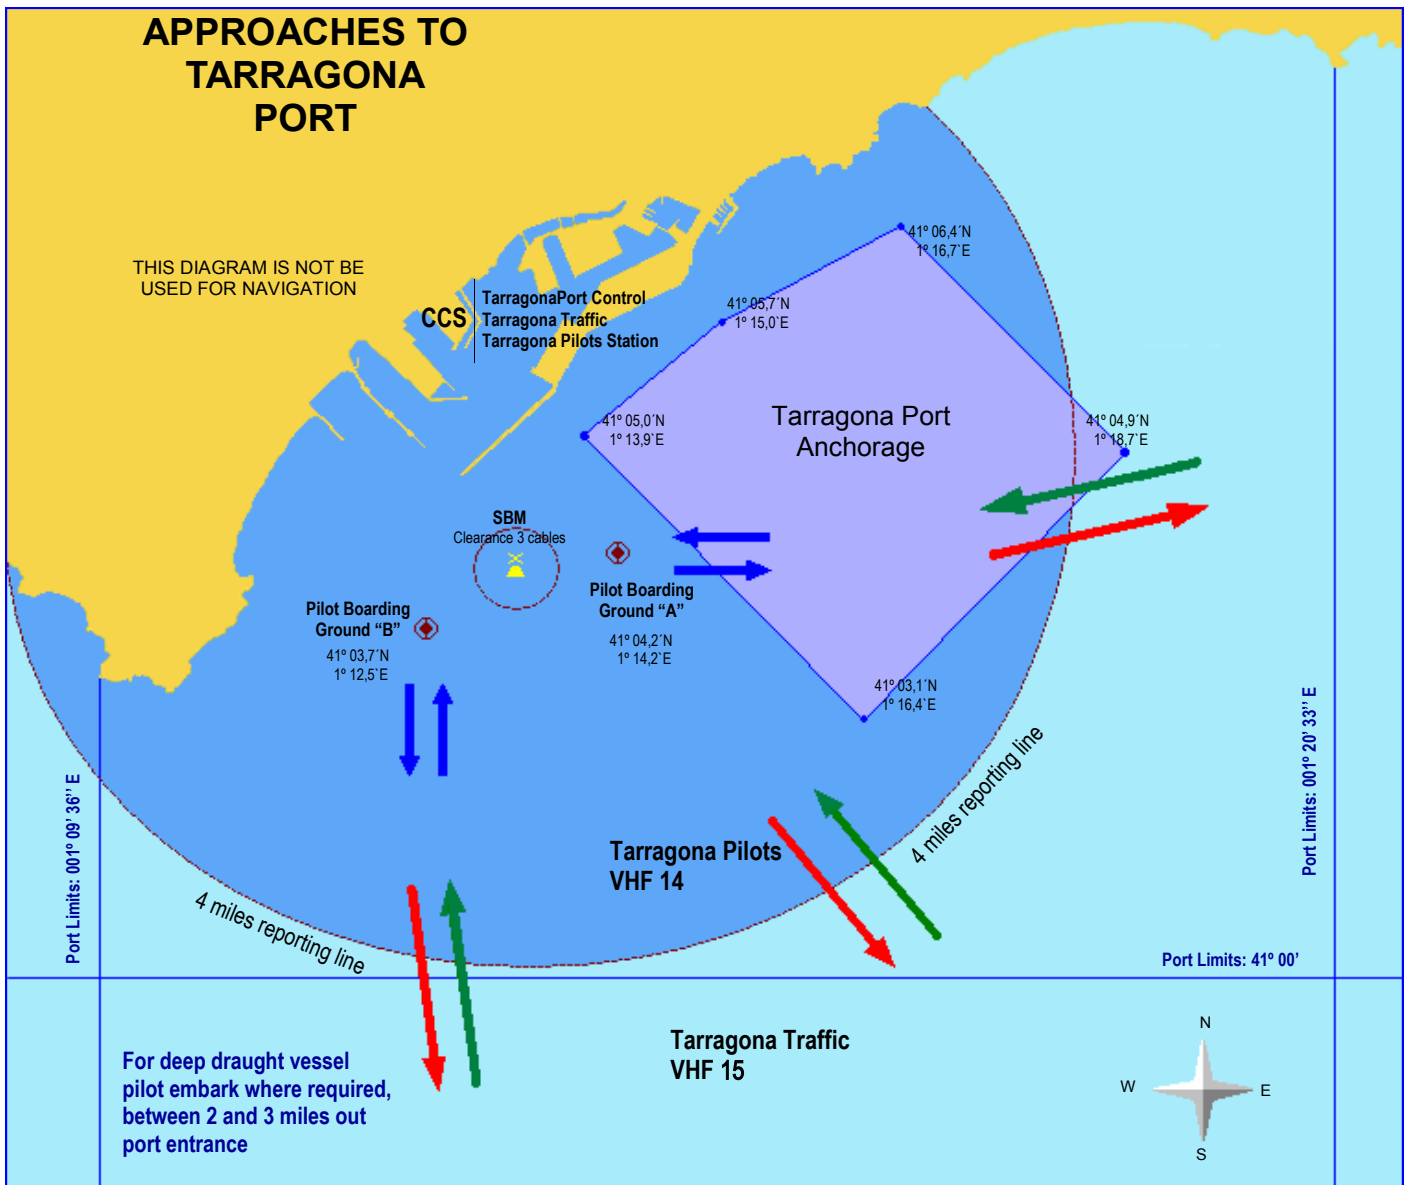 APPROACHES TO
TARRAGONA
PORT
THIS DIAGRAM IS NOT BE
USED FOR NAVIGATION
CCS
TarragonaPort Control
Tarragona Traffic
Tarragona Pilots Station
41º 06,4´N
1º 16,7`E
41º 05,7´N
1º 15,0`E
41º 05,0´N
1º 13,9`E
Tarragona Port
Anchorage
41º 04,9´N
1º 18,7`E
SBM
Clearance 3 cables
Pilot Boarding
Ground “A”
41º 04,2´N
1º 14,2`E
Pilot Boarding
Ground “B”
41º 03,7´N
1º 12,5`E
41º 03,1´N
1º 16,4`E
Port Limits: 001º 09’ 36’’ E
Port Limits: 001º 20’ 33’’ E
4 miles reporting line
4 miles reporting line
Tarragona Pilots
VHF 14
Port Limits: 41º 00’
Tarragona Traffic
VHF 15
For deep draught vessel
pilot embark where required,
between 2 and 3 miles out
port entrance
N
W
E
S